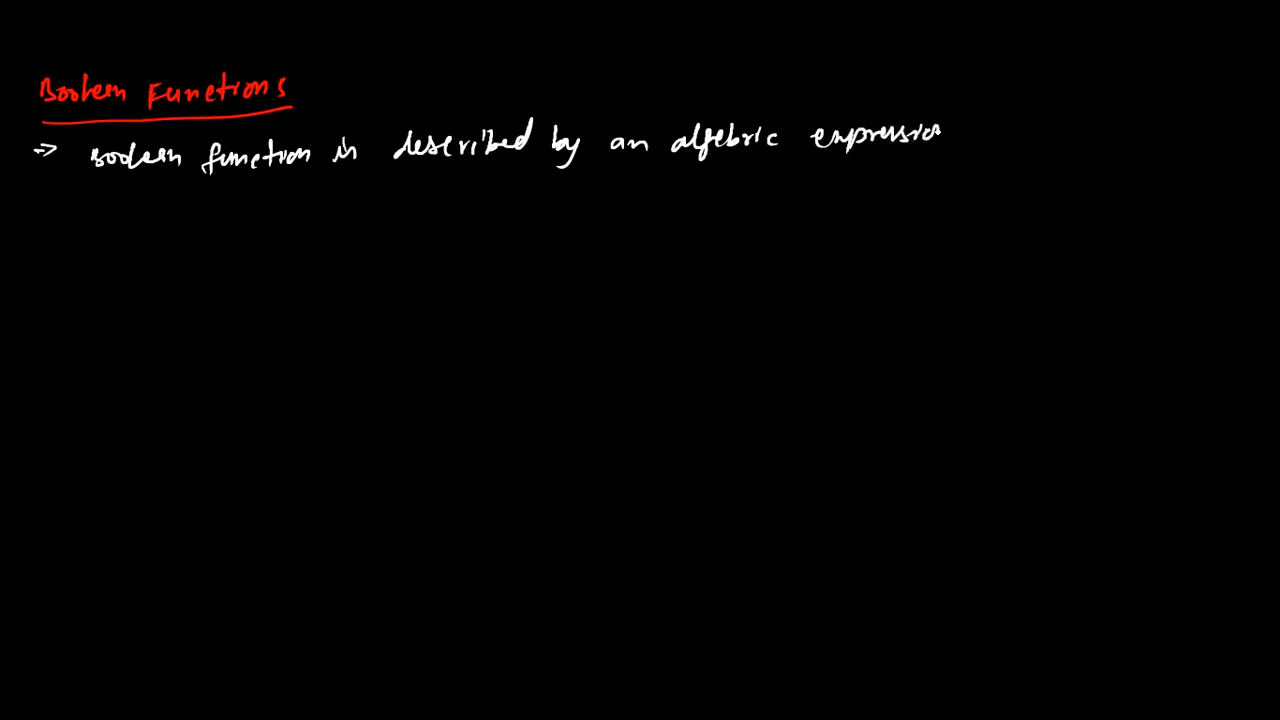 Boolean Functions
⇒ Boolean function is described by an algebric expression